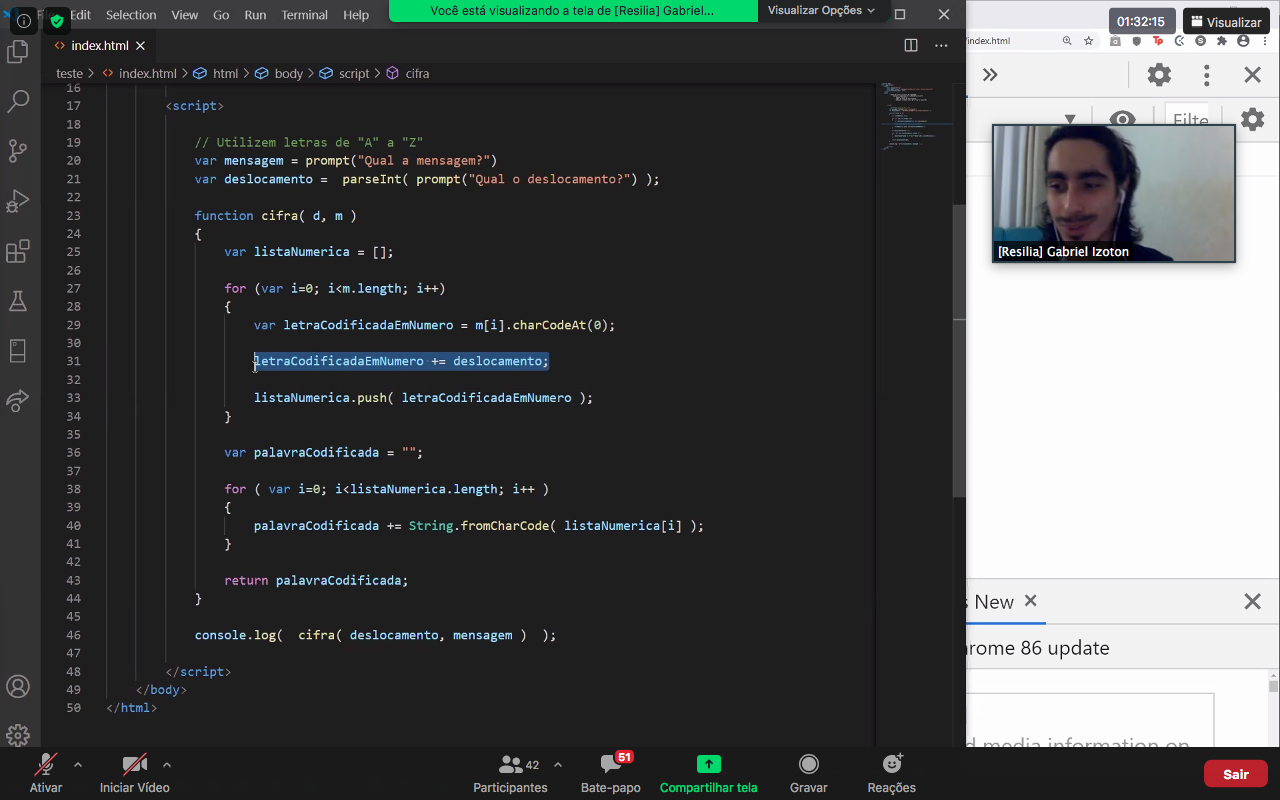 File Edit Selection View Go Run Terminal Help
Você está visualizando a tela de [Resilia] Gabriel...
Visualizar Opções
01:32:15
Visualizar
index.html
/index.html
teste > index.html > html > body > script > cifra
Filte
16
17 <script>
18
19 // Utilizem letras de "A" a "Z"
20 var mensagem = prompt("Qual a mensagem?")
21 var deslocamento =  parseInt( prompt("Qual o deslocamento?") );
22
23 function cifra( d, m )
24 {
25 var listaNumerica = [];
26
27 for (var i=0; i<m.length; i++)
28 {
29 var letraCodificadaEmNumero = m[i].charCodeAt(0);
30
31 letraCodificadaEmNumero += deslocamento;
32
33 listaNumerica.push( letraCodificadaEmNumero );
34 }
35
36 var palavraCodificada = "";
37
38 for ( var i=0; i<listaNumerica.length; i++ )
39 {
40 palavraCodificada += String.fromCharCode( listaNumerica[i] );
41 }
42
43 return palavraCodificada;
44 }
45
46 console.log(  cifra( deslocamento, mensagem )  );
47
48 </script>
49 </body>
50 </html>
[Resilia] Gabriel Izoton
s New
rome 86 update
d media information on
Ativar
Iniciar Vídeo
42
Participantes
51
Bate-papo
Compartilhar tela
Gravar
Reações
Sair